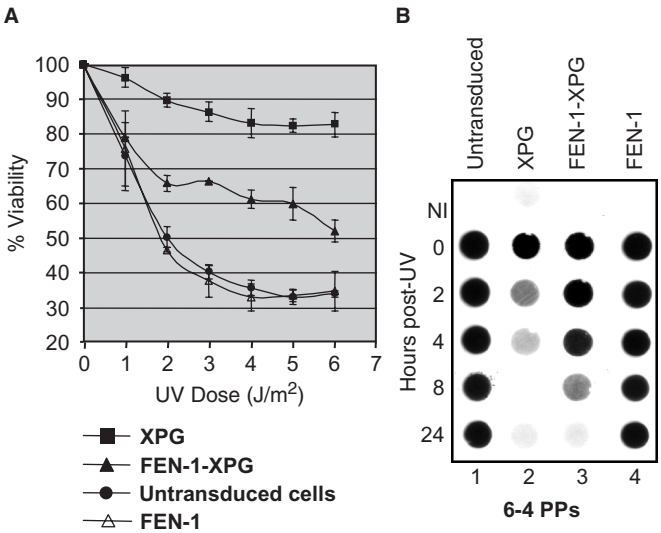 A
100
90
80
70
60
50
40
30
20
% Viability
0 1 2 3 4 5 6 7
UV Dose (J/m²)
XPG
FEN-1-XPG
Untransduced cells
FEN-1
B
Untransduced
XPG
FEN-1-XPG
FEN-1
NI
0
2
4
8
24
Hours post-UV
1 2 3 4
6-4 PPs